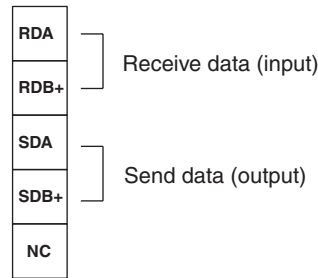 RDA
Receive data (input)
RDB+
SDA
Send data (output)
SDB+
NC